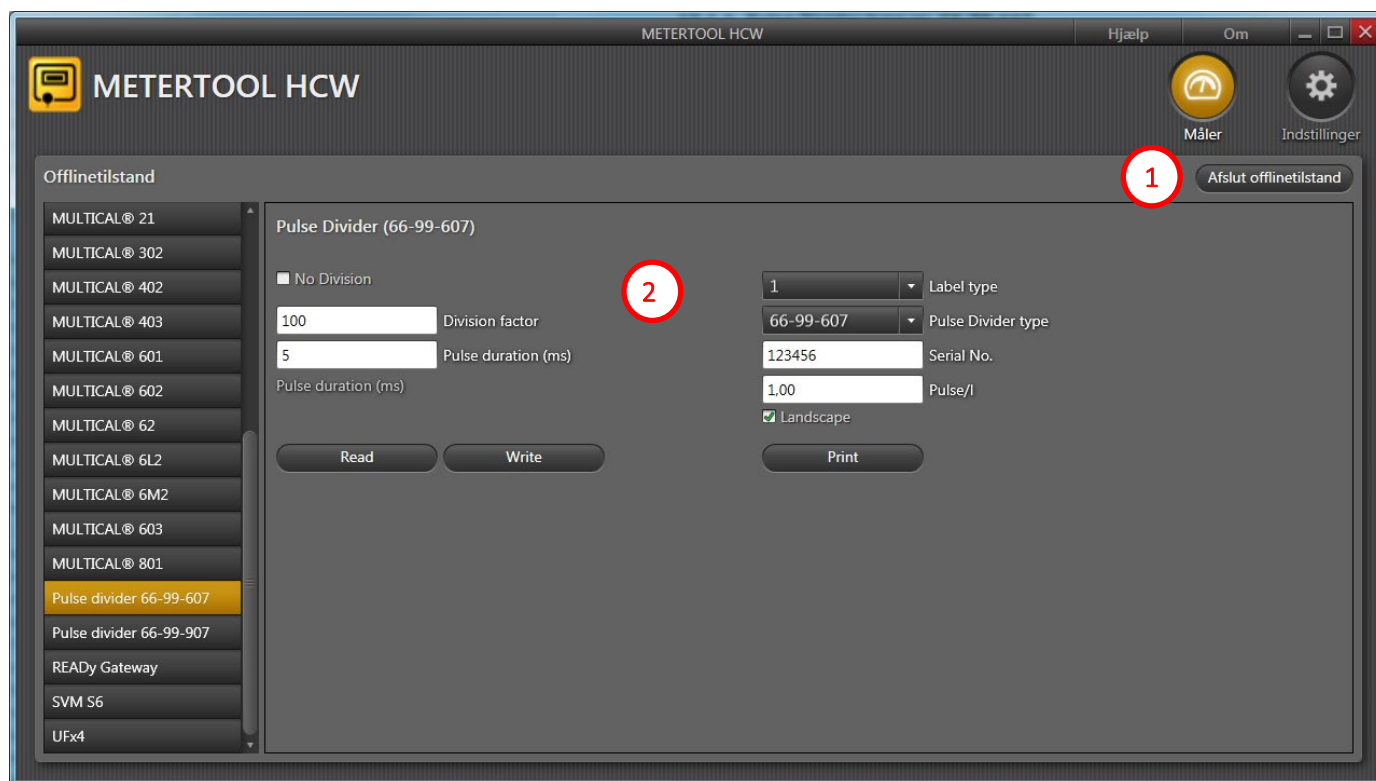 METERTOOL HCW
Hjælp
Om
METERTOOL HCW
Måler
Indstillinger
Offlinetilstand
1
Afslut offlinetilstand
MULTICAL® 21
MULTICAL® 302
MULTICAL® 402
MULTICAL® 403
MULTICAL® 601
MULTICAL® 602
MULTICAL® 62
MULTICAL® 6L2
MULTICAL® 6M2
MULTICAL® 603
MULTICAL® 801
Pulse divider 66-99-607
Pulse divider 66-99-907
READy Gateway
SVM S6
UFx4
Pulse Divider (66-99-607)
No Division
2
100 Division factor
5 Pulse duration (ms)
Pulse duration (ms)
Read
Write
1 Label type
66-99-607 Pulse Divider type
123456 Serial No.
1,00 Pulse/l
Landscape
Print